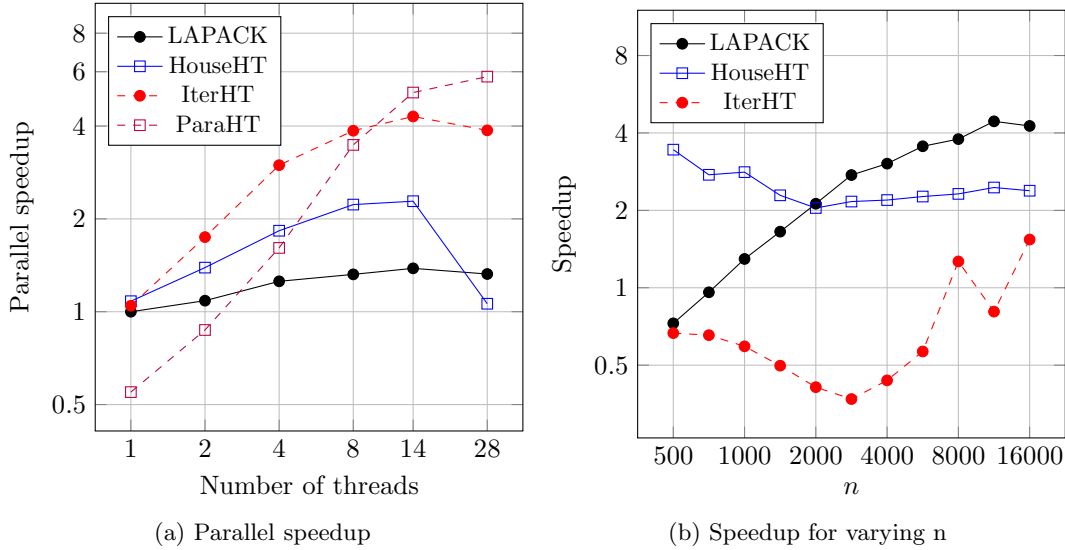 8
6
4
2
1
0.5
Parallel speedup
LAPACK
HouseHT
IterHT
ParaHT
1 2 4 8 14 28
Number of threads
(a) Parallel speedup
8
4
2
1
0.5
Speedup
LAPACK
HouseHT
IterHT
500 1000 2000 4000 8000 16000
n
(b) Speedup for varying n